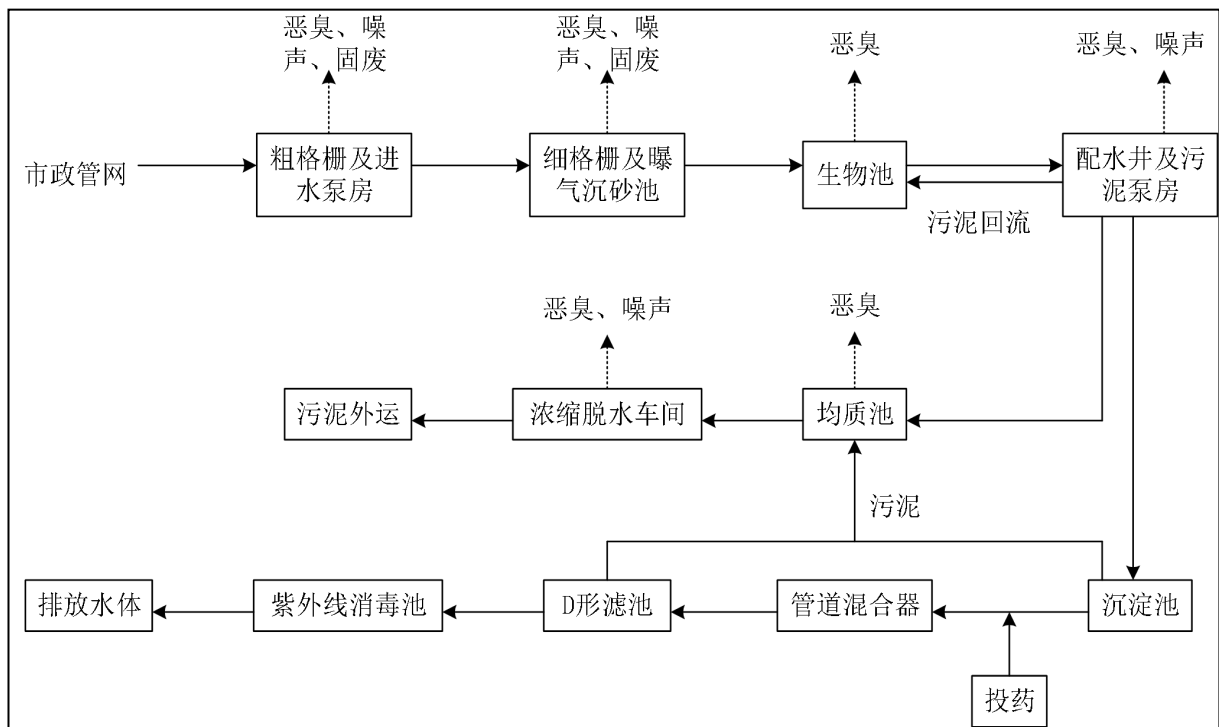 恶臭、噪
声、固废
恶臭、噪
声、固废
恶臭
恶臭、噪声
市政管网
粗格栅及进
水泵房
细格栅及曝
气沉砂池
生物池
配水井及污
泥泵房
污泥回流
恶臭、噪声
恶臭
污泥外运
浓缩脱水车间
均质池
污泥
排放水体
紫外线消毒池
D形滤池
管道混合器
沉淀池
投药